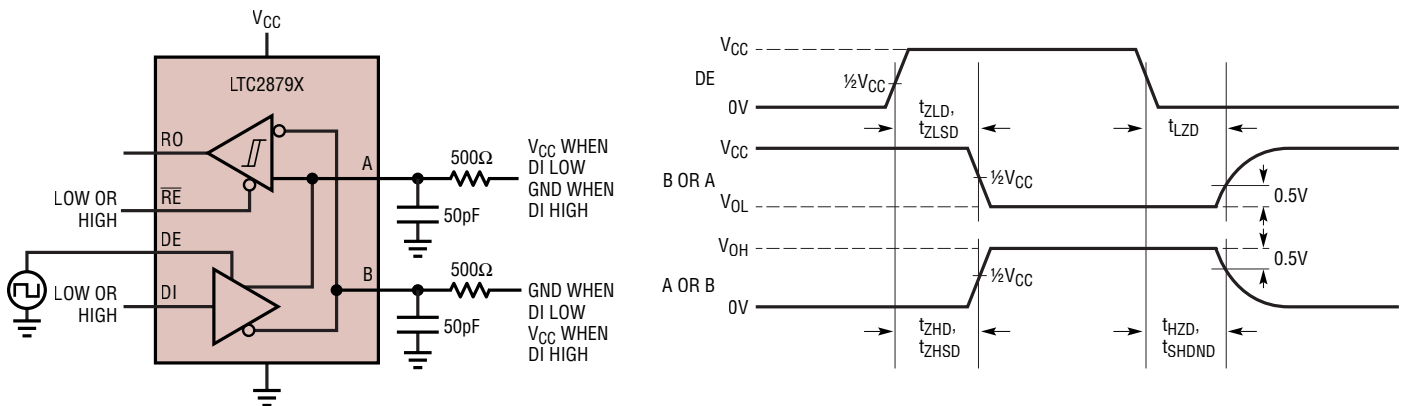 VCC
LTC2879X
RO
RE
LOW OR
HIGH
DE
LOW OR
HIGH
DI
A
500Ω
50pF
VCC WHEN
DI LOW
GND WHEN
DI HIGH
B
500Ω
50pF
GND WHEN
DI LOW
VCC WHEN
DI HIGH
VCC
DE
½VCC
0V
tZLD,
tZLSD
tLZD
VCC
B OR A
½VCC
VOL
0.5V
VOH
A OR B
½VCC
0V
0.5V
tZHD,
tZHSD
tHZD,
tSHDND